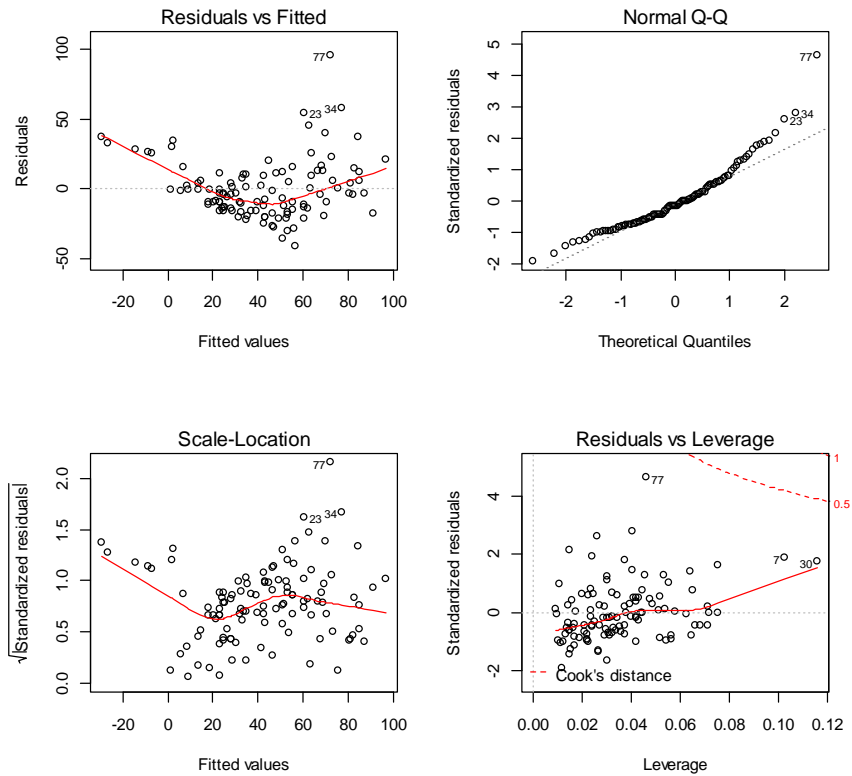 Residuals vs Fitted
Residuals
-50 0 50 100
77
23 34
-20 0 20 40 60 80 100
Fitted values
Normal Q-Q
Standardized residuals
-2 -1 0 1 2 3 4 5
77
34
23
-2 -1 0 1 2
Theoretical Quantiles
Scale-Location
√|Standardized residuals|
0.0 0.5 1.0 1.5 2.0
77
23 34
-20 0 20 40 60 80 100
Fitted values
Residuals vs Leverage
Standardized residuals
-2 0 2 4
1
0.5
77
7
30
Cook's distance
0.00 0.02 0.04 0.06 0.08 0.10 0.12
Leverage